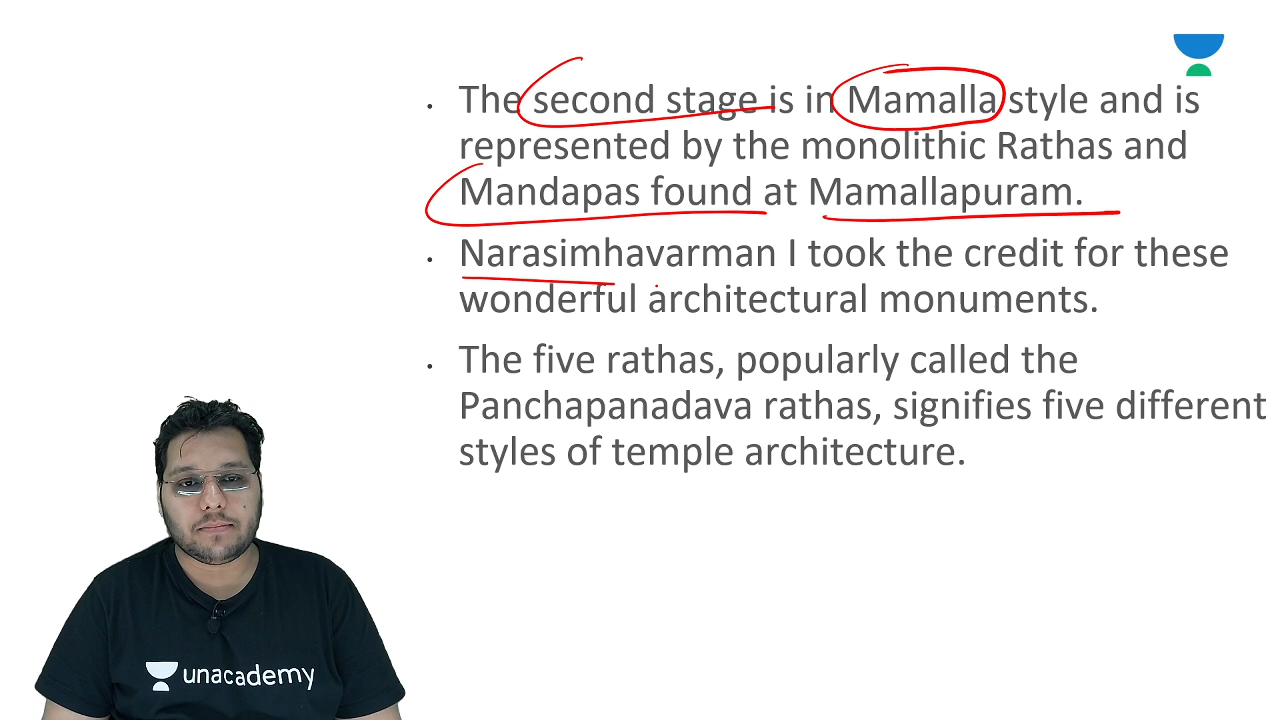 The second stage is in Mamalla style and is
represented by the monolithic Rathas and
Mandapas found at Mamallapuram.
Narasimhavarman I took the credit for these
wonderful architectural monuments.
The five rathas, popularly called the
Panchapanadava rathas, signifies five different
styles of temple architecture.
unacademy